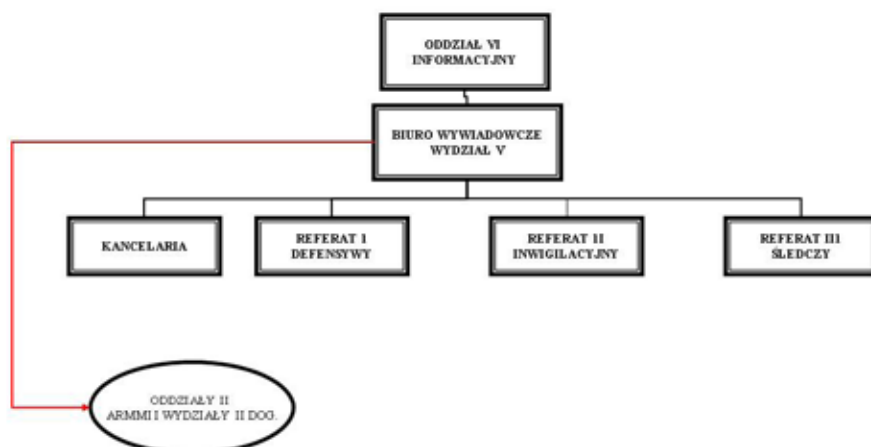 ODDZIAŁ VI
INFORMACYJNY
BIURO WYWIADOWCZE
WYDZIAŁ V
KANCELARIA
REFERAT I
DEFENSYWY
REFERAT II
INWIGILACYJNY
REFERAT III
ŚLEDCZY
ODDZIAŁY II
ARMMI I WYDZIAŁY II DOG.